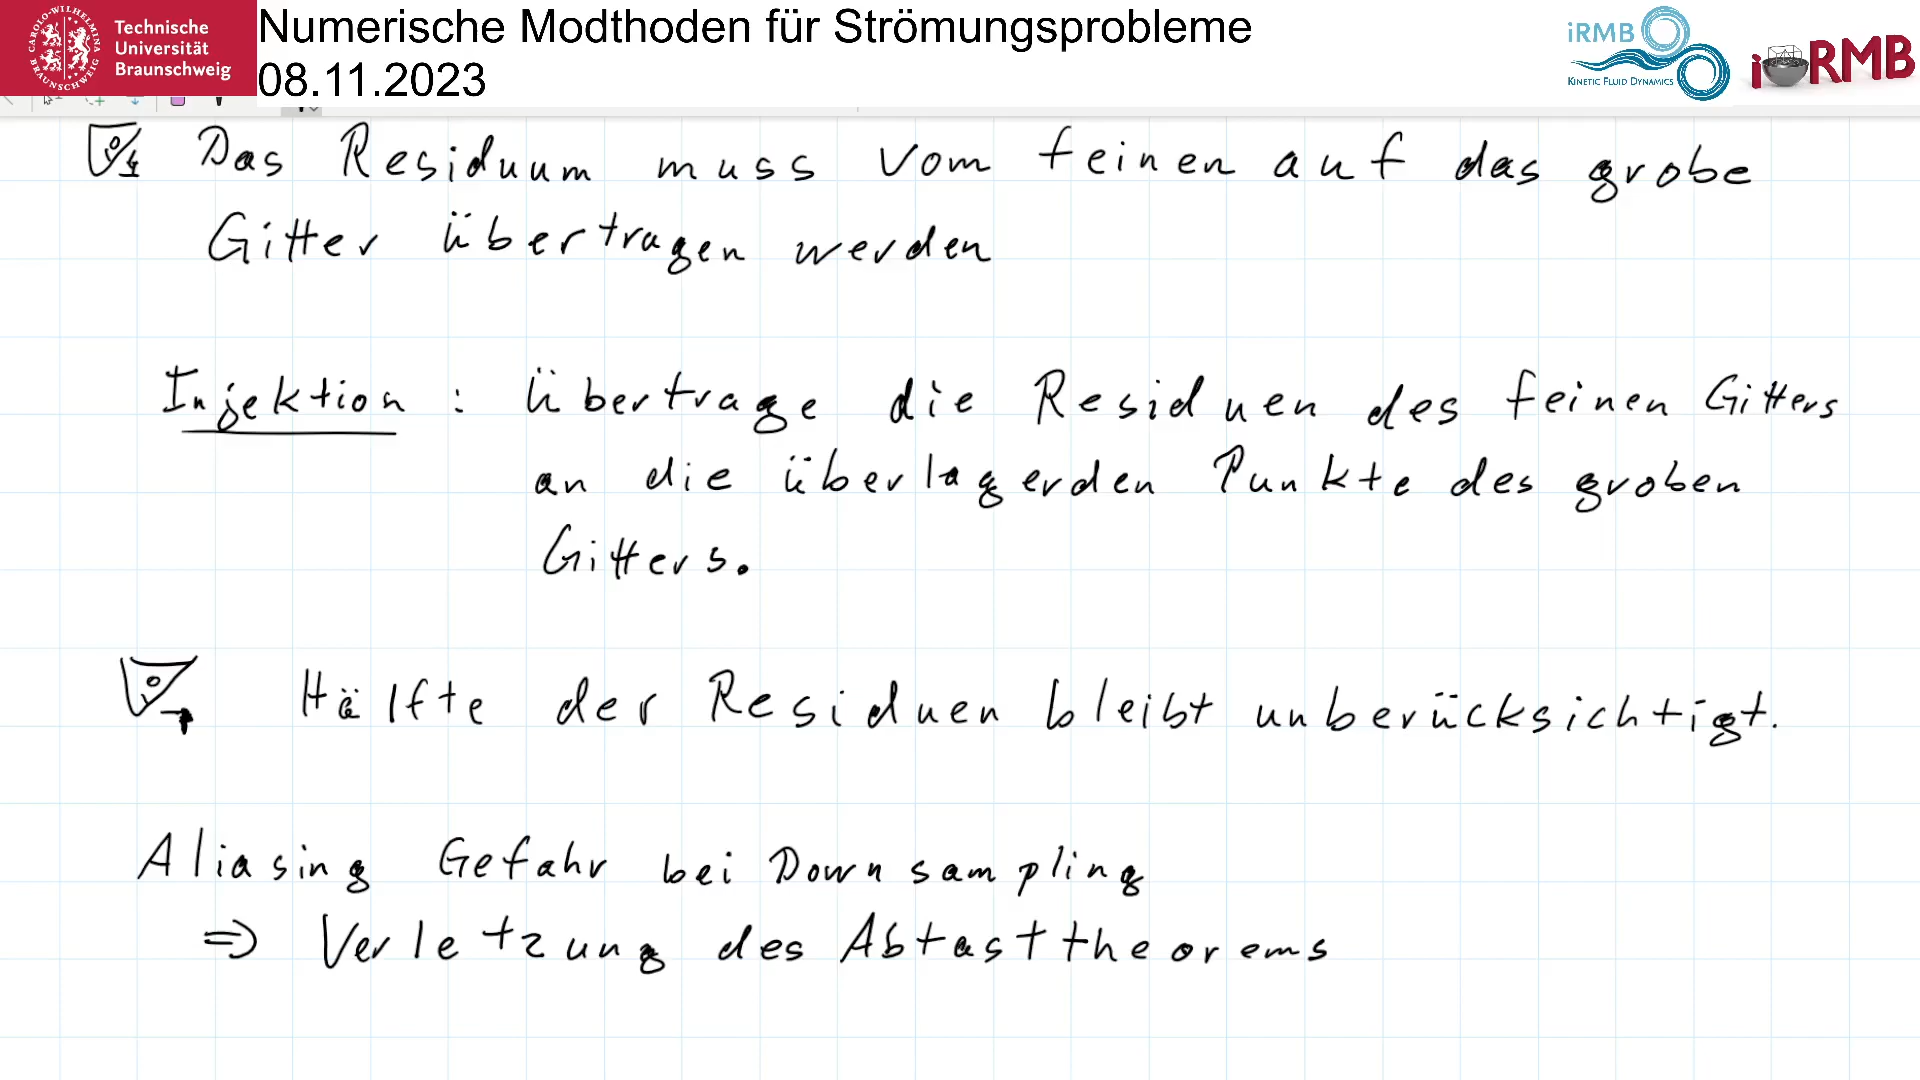 Technische
Universität
Braunschweig
Numerische Modthoden für Strömungsprobleme
08.11.2023
iRMB
KINETIC FLUID DYNAMICS
iRMB
Das Residuum muss vom feinen auf das grobe
Gitter übertragen werden
Injektion : Übertrage die Residuen des feinen Gitters
an die überlagerden Punkte des groben
Gitters.
Hälfte der Residuen bleibt unberücksichtigt.
Aliasing Gefahr bei Downsampling
⇒ Verletzung des Abtasttheorems